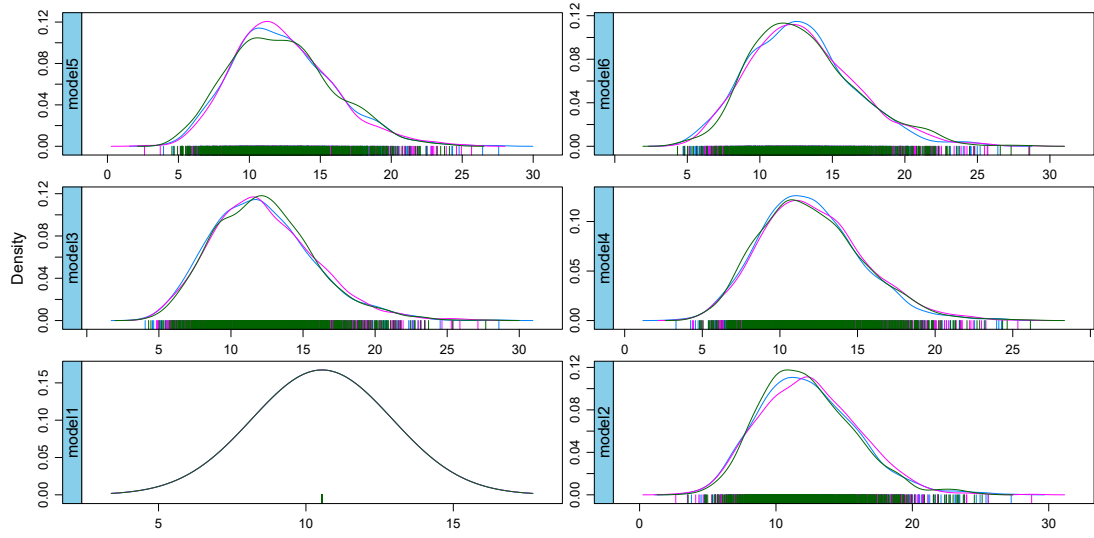 0.00 0.04 0.08 0.12
model5
0 5 10 15 20 25 30
0.00 0.04 0.08 0.12
model6
5 10 15 20 25 30
Density
0.00 0.04 0.08 0.12
model3
5 10 15 20 25 30
0.00 0.05 0.10
model4
0 5 10 15 20 25
0.00 0.05 0.10 0.15
model1
5 10 15
0.00 0.04 0.08 0.12
model2
0 10 20 30